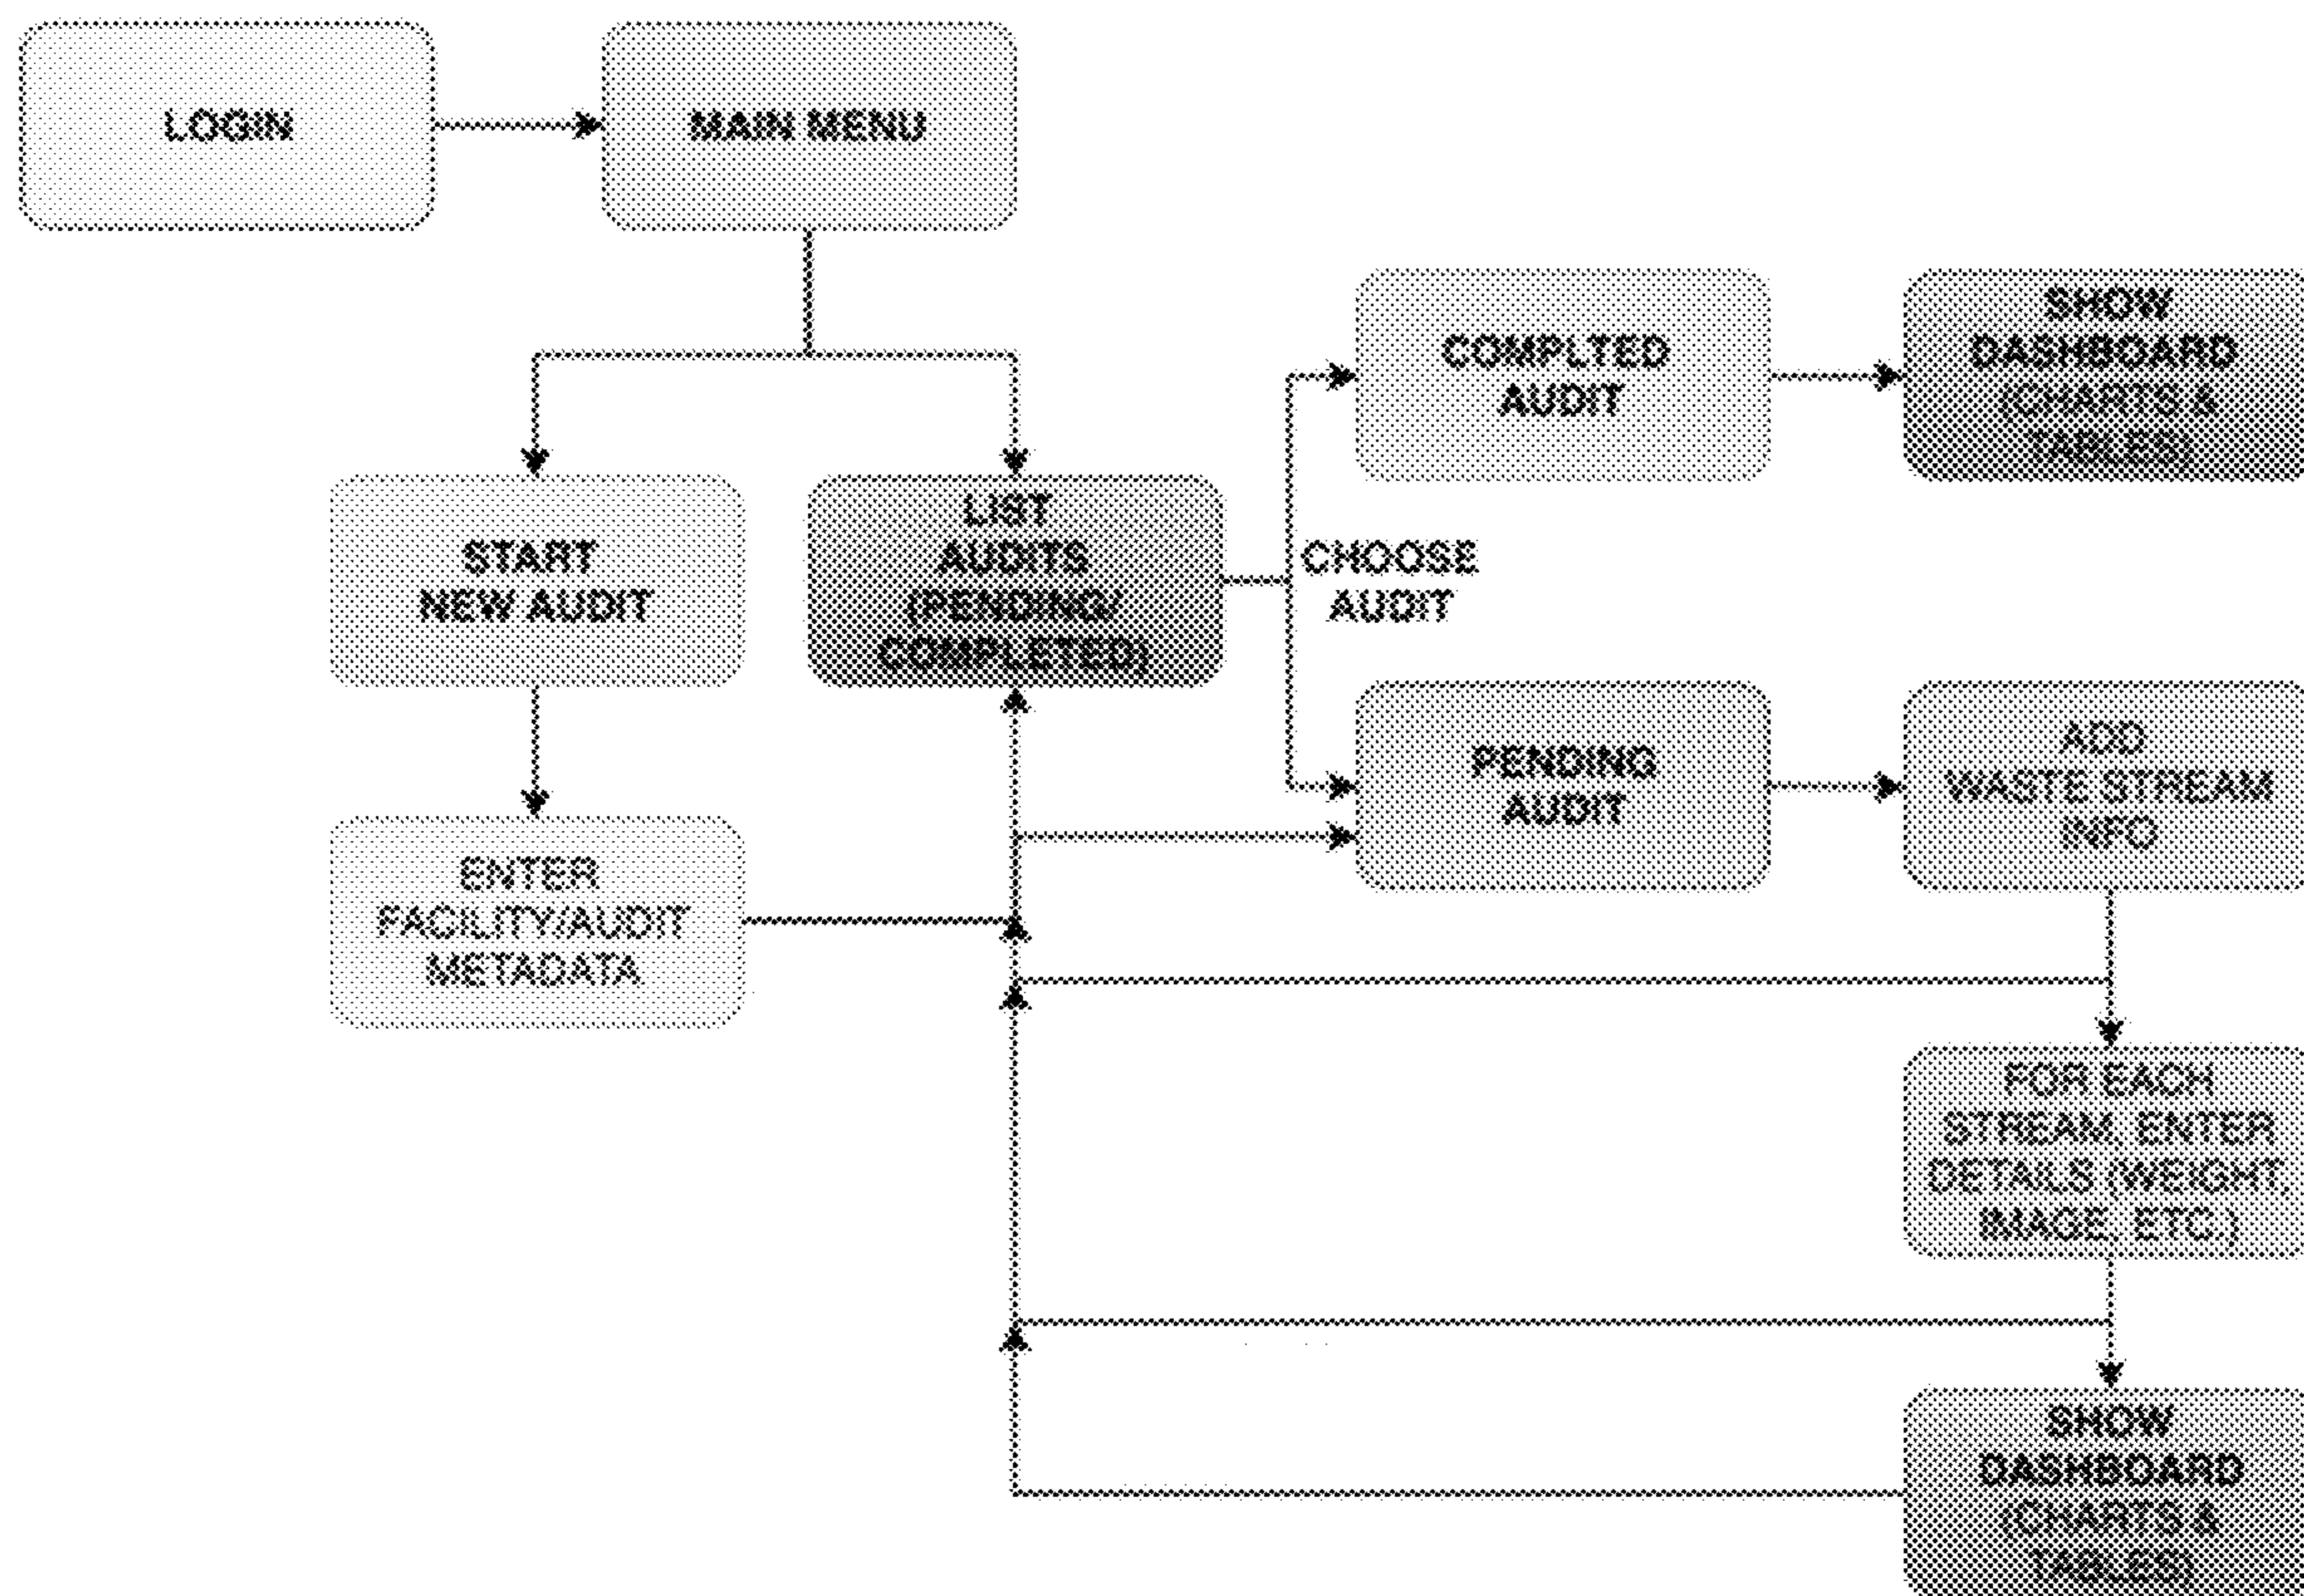 LOGIN
MAIN MENU
COMPLTED
AUDIT
SHOW
DASHBOARD
(CHARTS &
TABLES)
START
NEW AUDIT
LIST
AUDITS
(PENDING/
COMPLETED)
CHOOSE
AUDIT
PENDING
AUDIT
ADD
WASTE STREAM
INFO
ENTER
FACILITY/AUDIT
METADATA
FOR EACH
STREAM, ENTER
DETAILS (WEIGHT,
IMAGE, ETC.)
SHOW
DASHBOARD
(CHARTS &
TABLES)